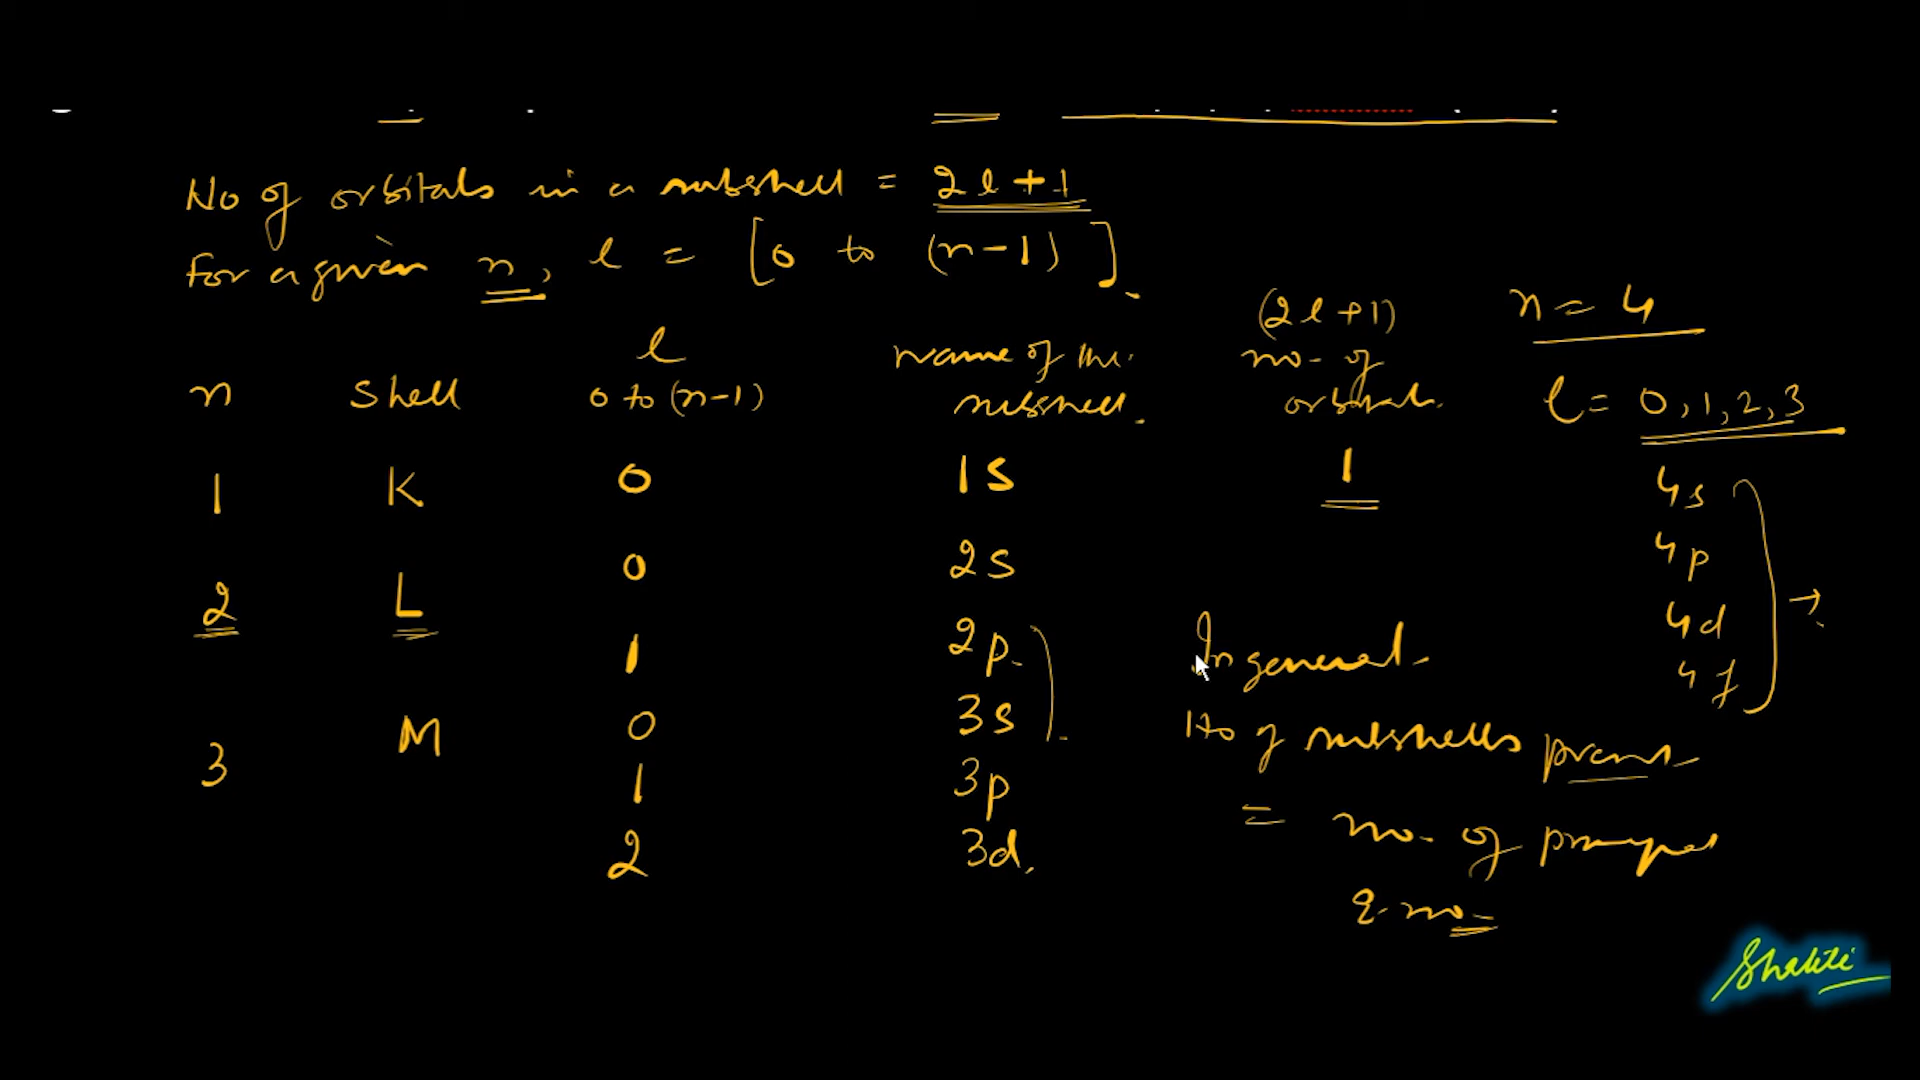 No of orbitals in a subshell = 2l+1
For a given n, l = [0 to (n-1)].
n Shell l 0 to (n-1) Name of the subshell. (2l+1) no. of orbitals.
1 K 0 1s 1
2 L 0 2s
1 2p.
3 M 0 3s
1 3p
2 3d.
n = 4
l = 0, 1, 2, 3
4s
4p
4d
4f
→
In general.
No of subshells present
= no. of principal
q. no.
Shakti